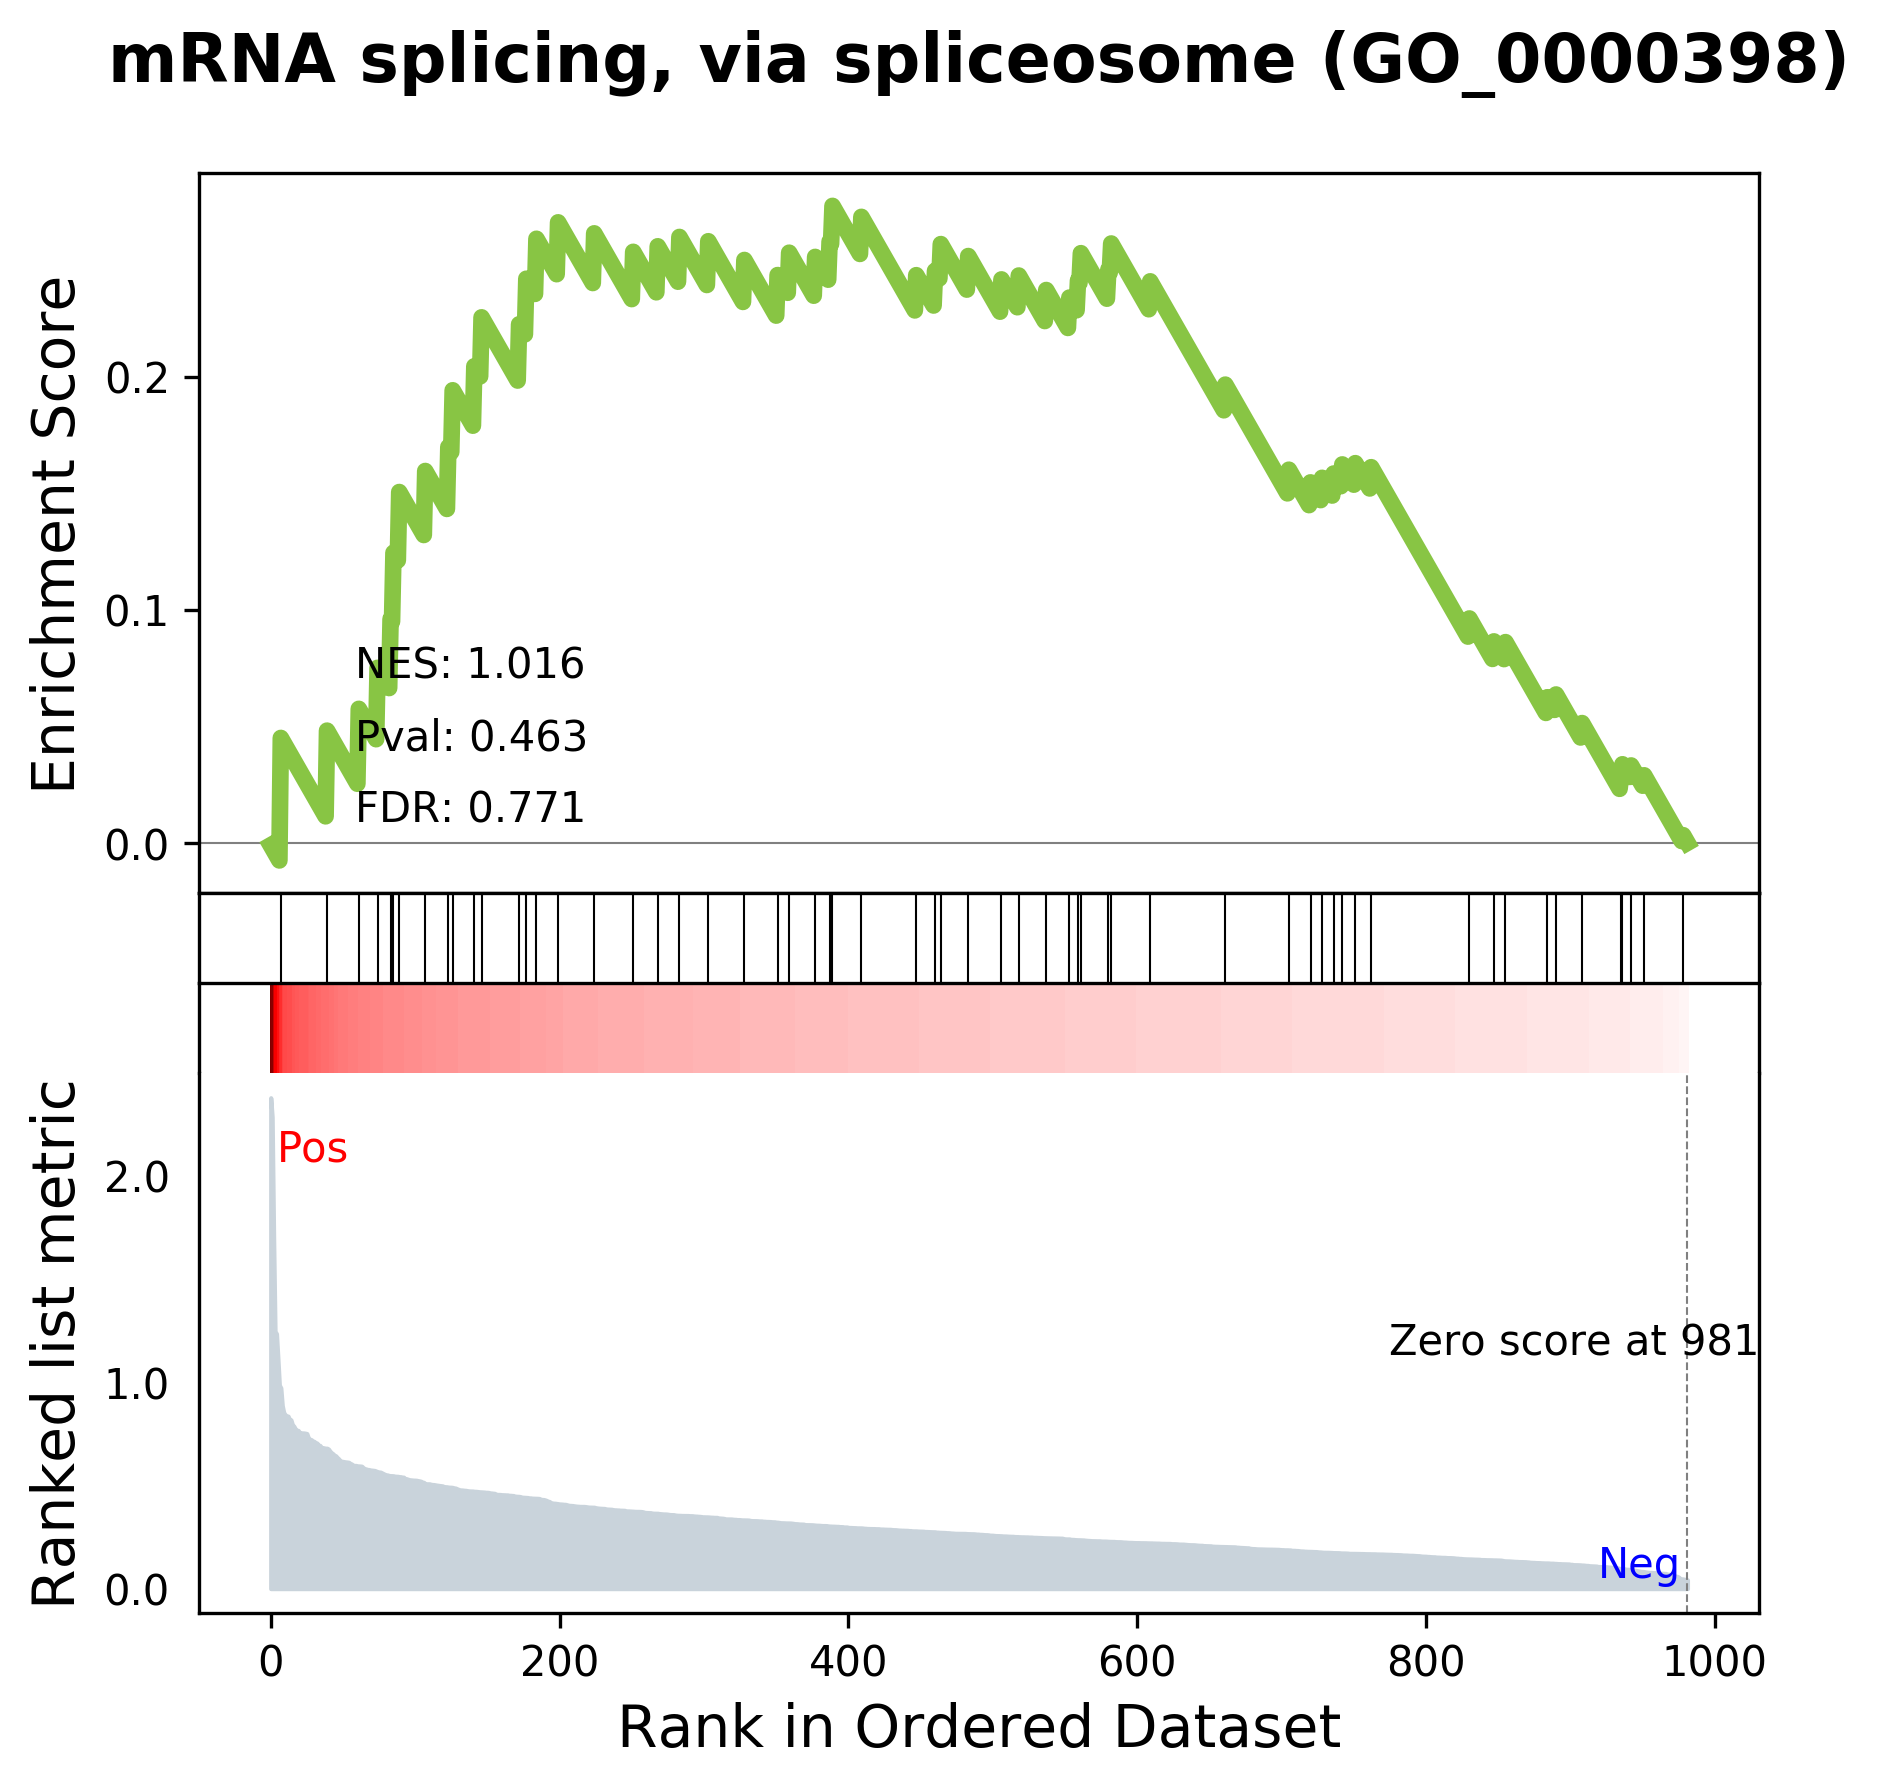 mRNA splicing, via spliceosome (GO_0000398)
Enrichment Score
0.2
0.1
0.0
NES: 1.016
Pval: 0.463
FDR: 0.771
Ranked list metric
2.0
1.0
0.0
Pos
Zero score at 981
Neg
0 200 400 600 800 1000
Rank in Ordered Dataset